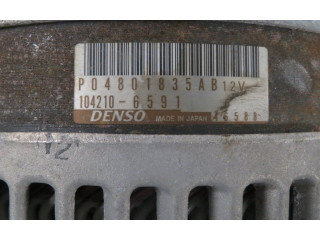 P04801835AB 12V
104210-6591
DENSO MADE IN JAPAN